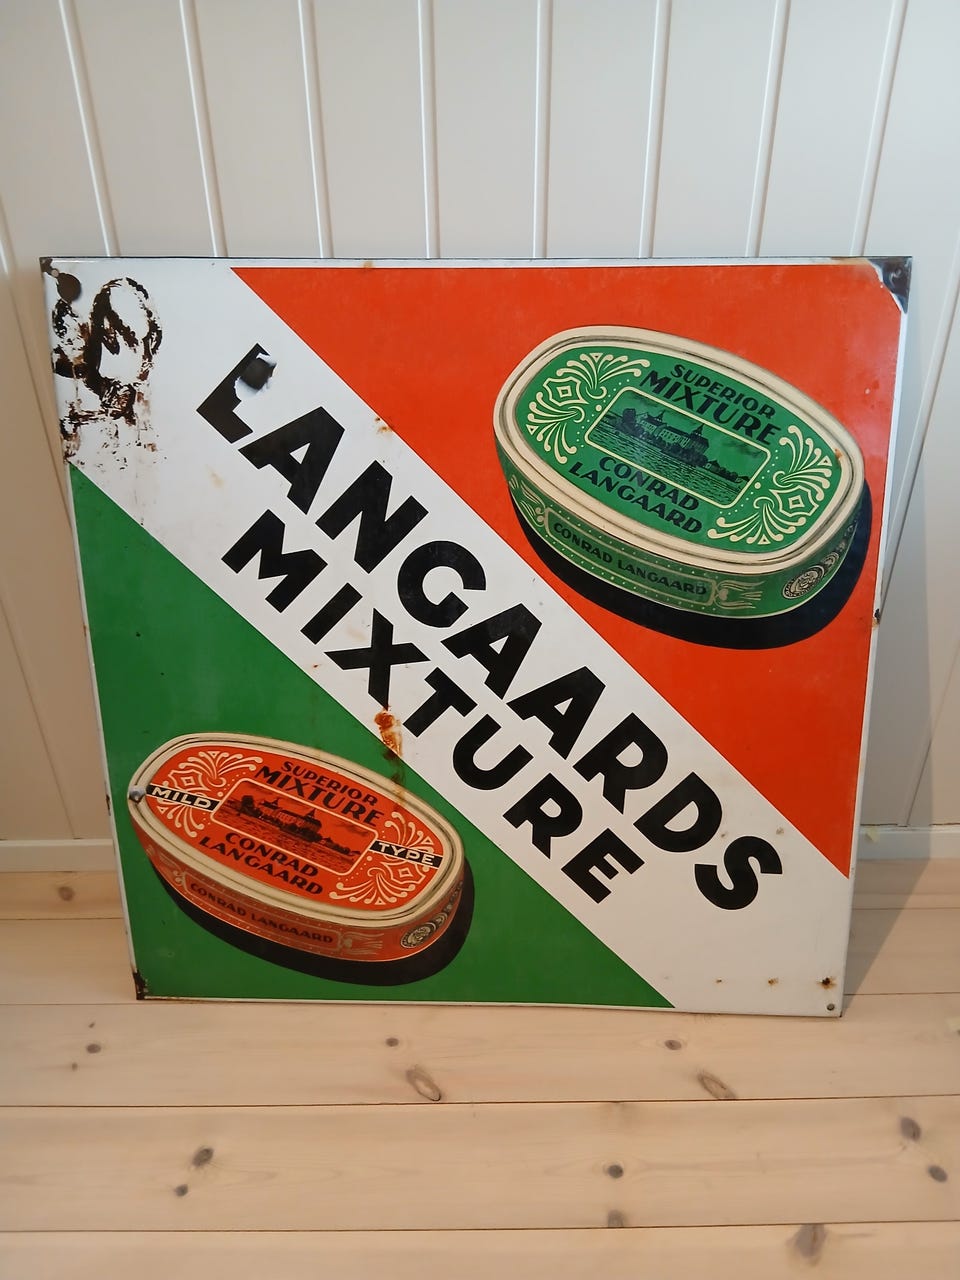 LANGAARDS
MIXTURE
SUPERIOR
MIXTURE
CONRAD
LANGAARD
CONRAD LANGAARD
SUPERIOR
MIXTURE
MILD
TYPE
CONRAD
LANGAARD
CONRAD LANGAARD